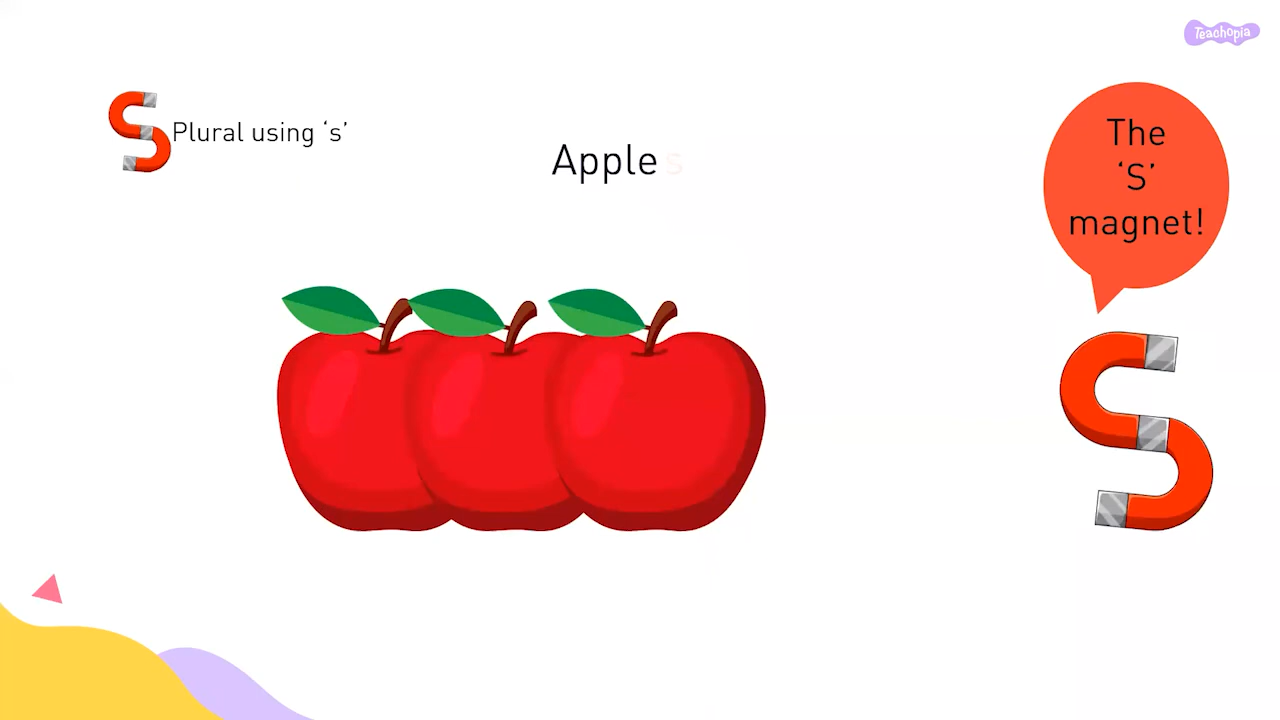 Teachopia
Plural using ‘s’
Apple s
The
‘S’
magnet!